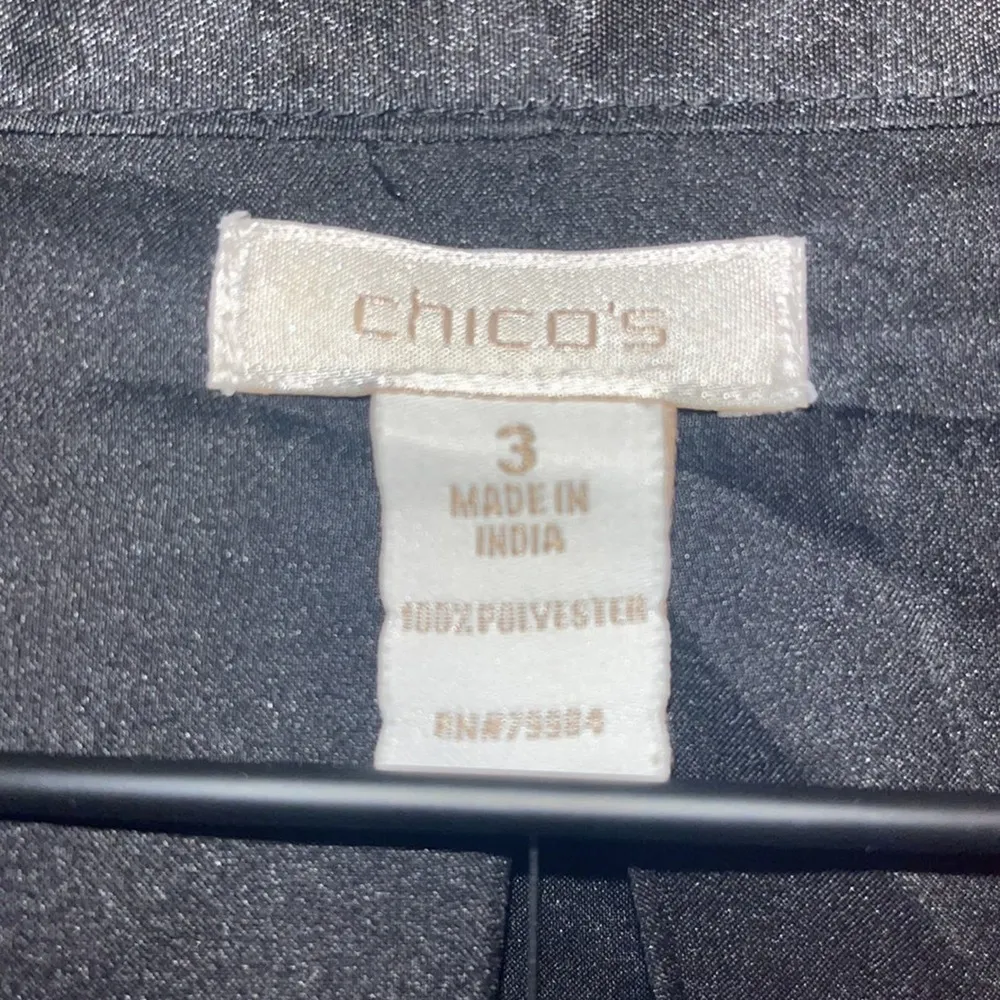 chico's
3
MADE IN
INDIA
100% POLYESTER
RN#79984